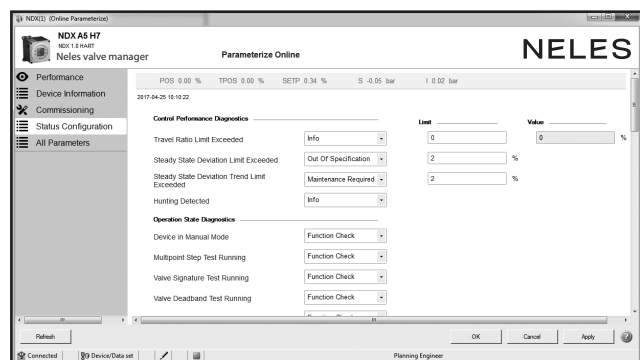 NDX(1) (Online Parameterize)
NDX A5 H7
NDX 1.0 HART
Neles valve manager
Parameterize Online
NELES
Performance
Device Information
Commissioning
Status Configuration
All Parameters
POS 0.00 % TPOS 0.00 % SETP 0.34 % S -0.05 bar I 0.02 bar
2017-04-25 10:10:22
Control Performance Diagnostics Limit Value
Travel Ratio Limit Exceeded Info 0 0 %
Steady State Deviation Limit Exceeded Out Of Specification 2 %
Steady State Deviation Trend Limit Exceeded Maintenance Required 2 %
Hunting Detected Info
Operation State Diagnostics
Device in Manual Mode Function Check
Multipoint Step Test Running Function Check
Valve Signature Test Running Function Check
Valve Deadband Test Running Function Check
Refresh OK Cancel Apply
Connected Device/Data set Planning Engineer